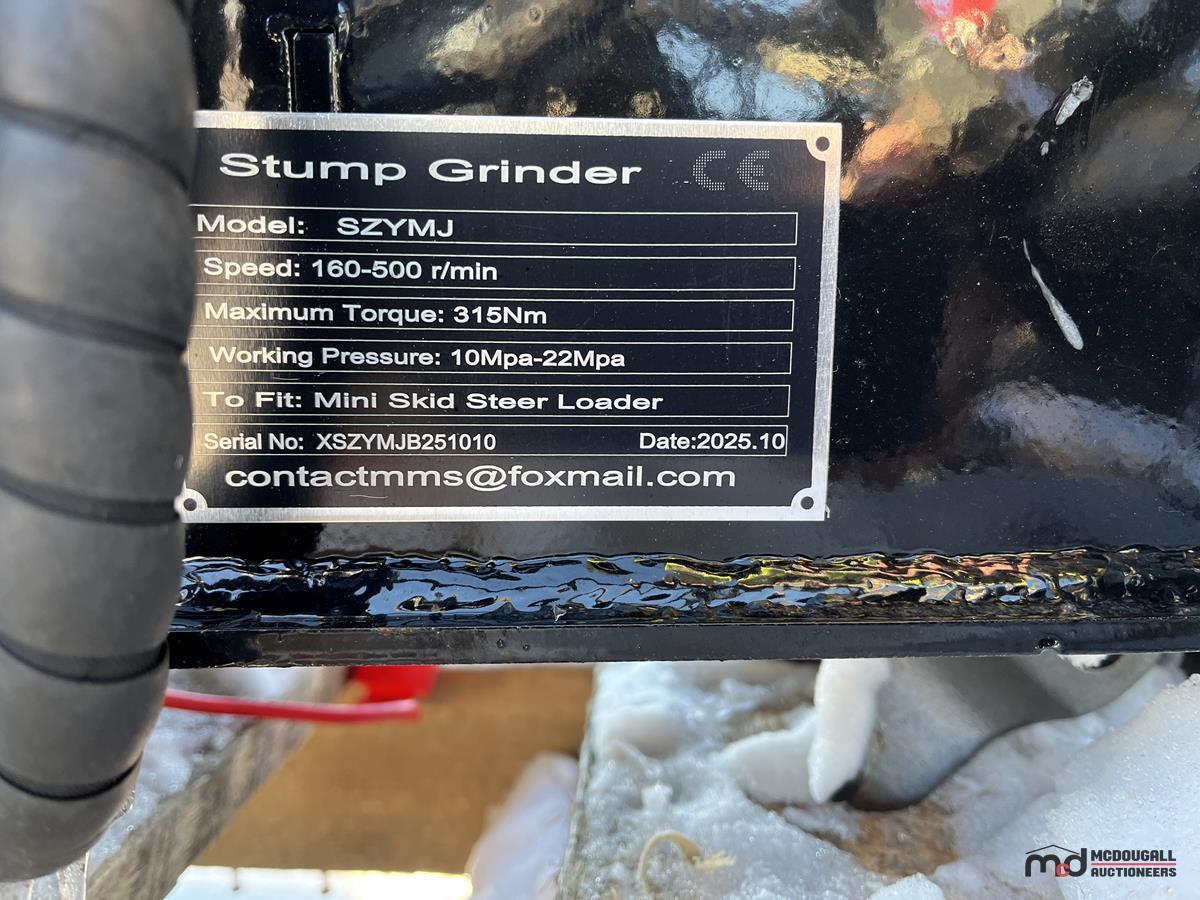 Stump Grinder CE
Model: SZYMJ
Speed: 160-500 r/min
Maximum Torque: 315Nm
Working Pressure: 10Mpa-22Mpa
To Fit: Mini Skid Steer Loader
Serial No: XSZYMJB251010 Date:2025.10
contactmms@foxmail.com
md MCDOUGALL
AUCTIONEERS